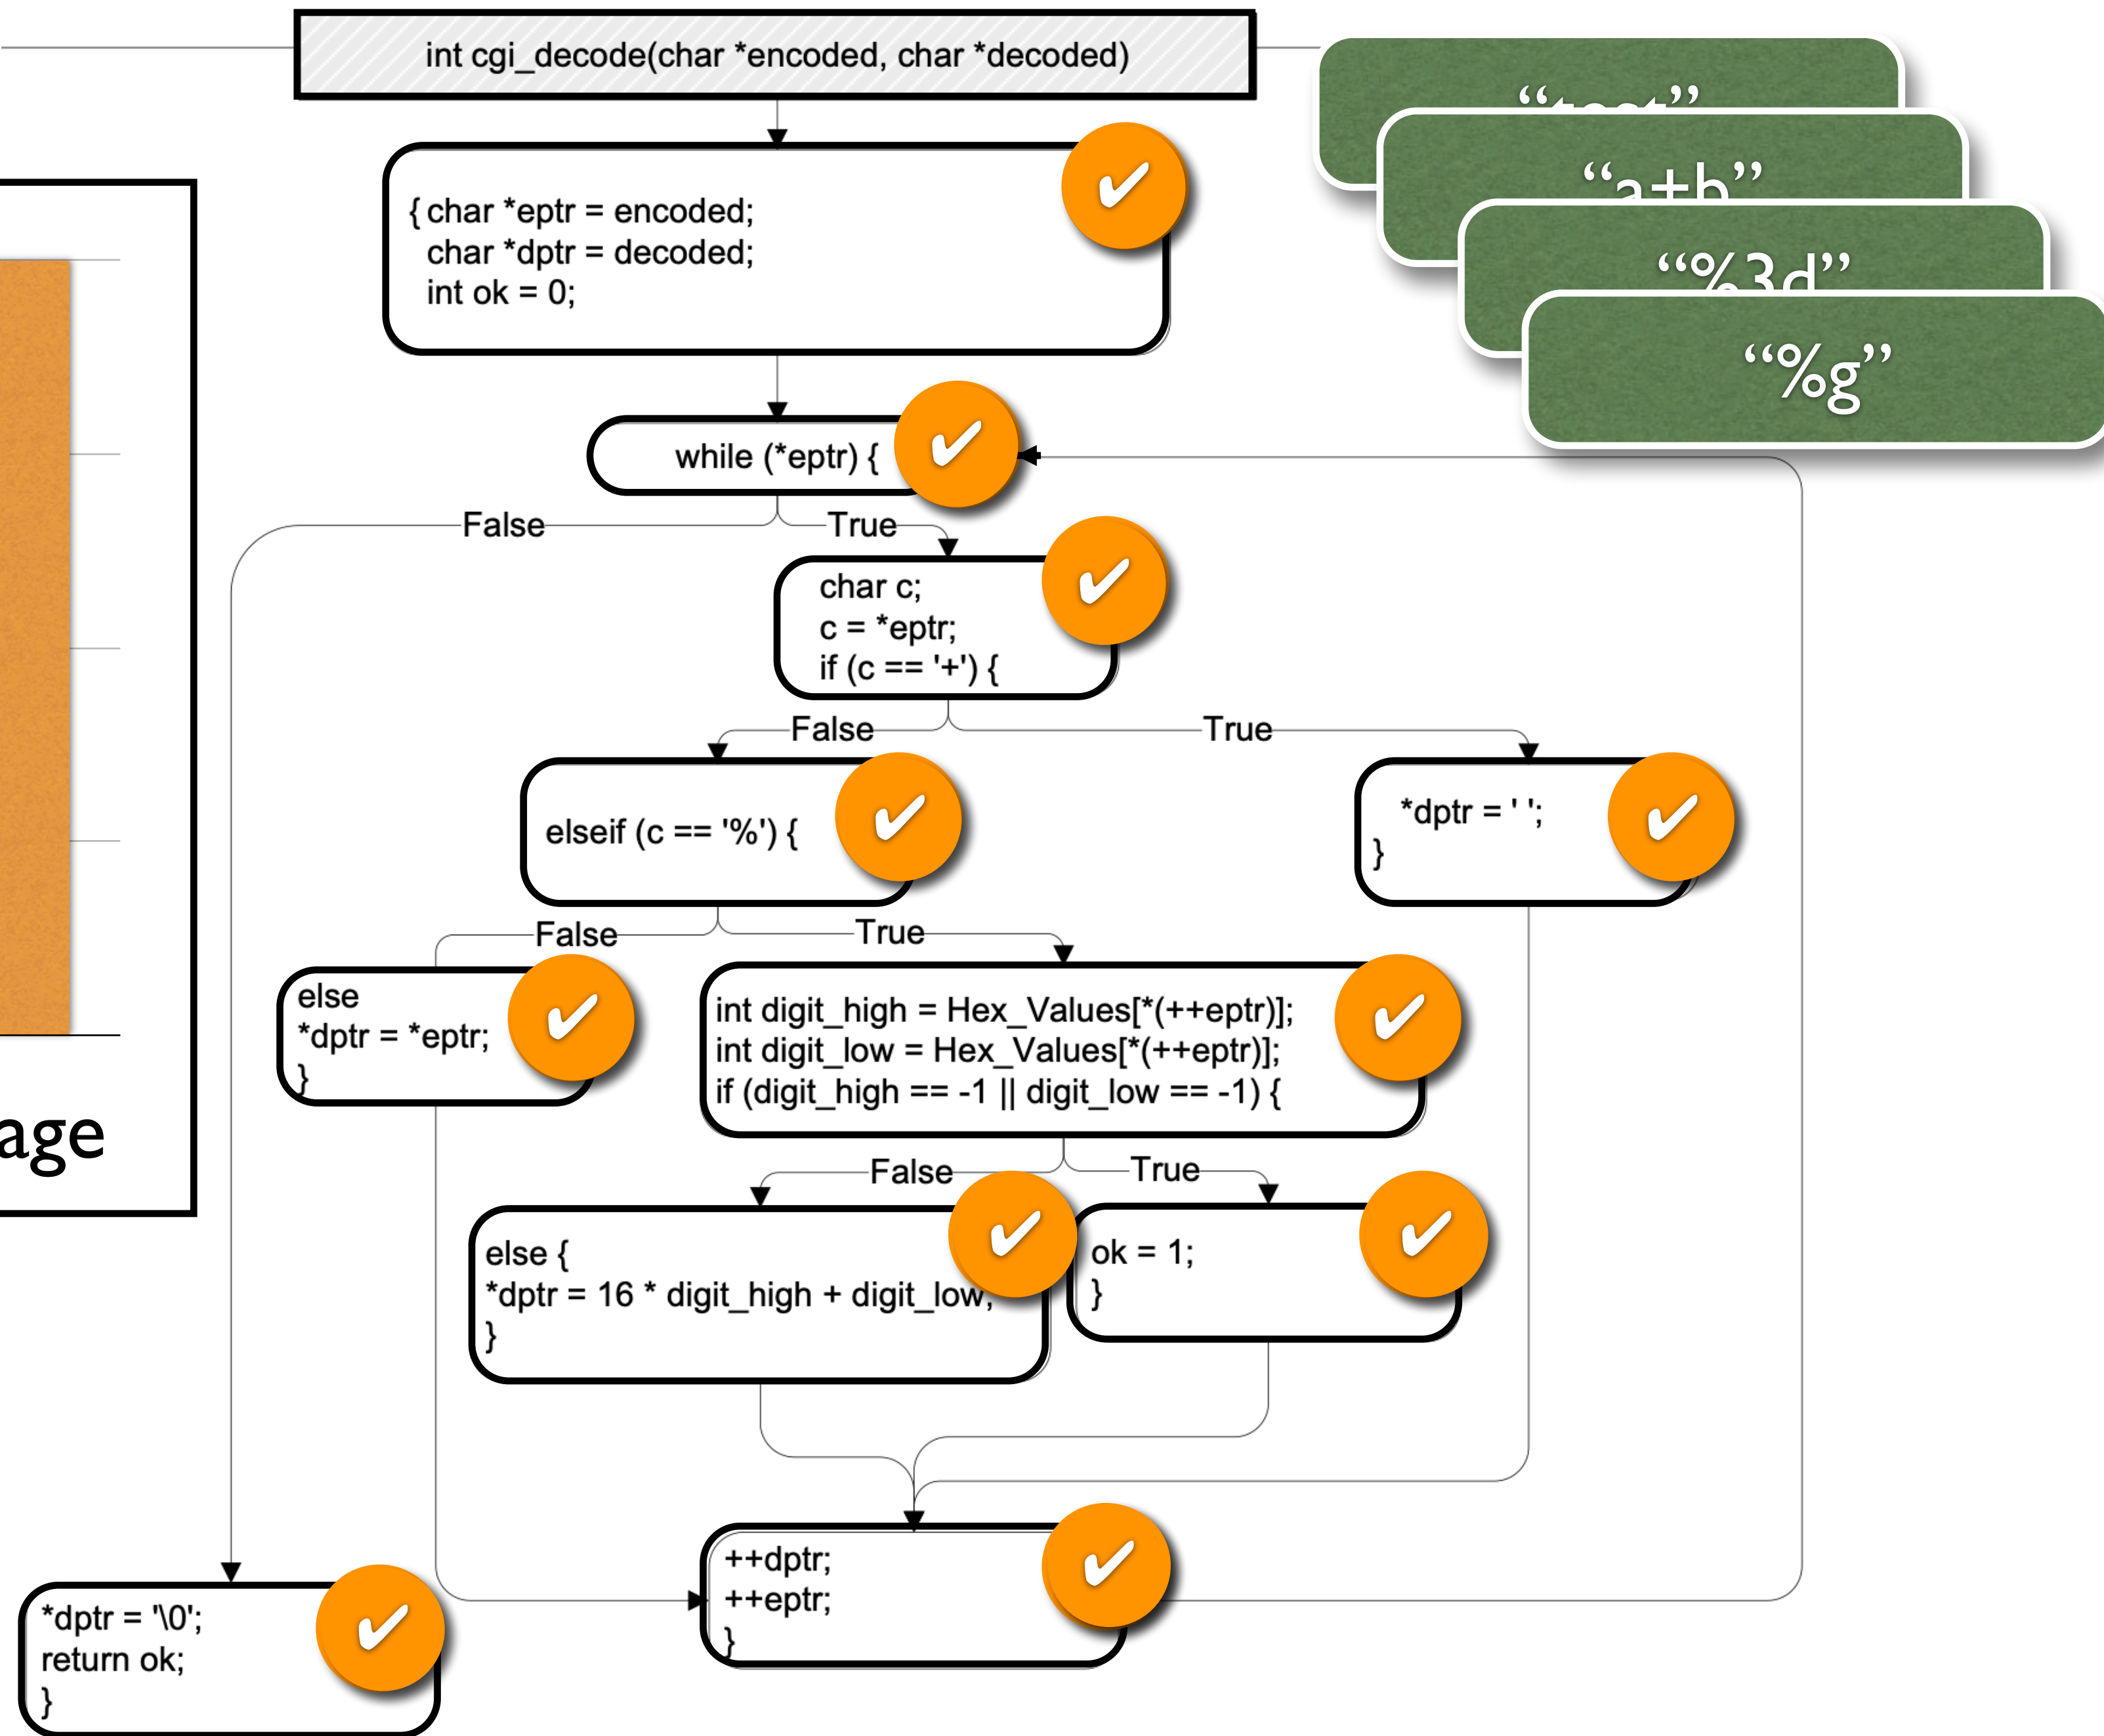 int cgi_decode(char *encoded, char *decoded)
“test”
“a+b”
“%3d”
“%g”
{ char *eptr = encoded;
char *dptr = decoded;
int ok = 0;
while (*eptr) {
False
True
char c;
c = *eptr;
if (c == '+') {
False
True
elseif (c == '%') {
*dptr = ' ';
}
False
True
else
*dptr = *eptr;
}
int digit_high = Hex_Values[*(++eptr)];
int digit_low = Hex_Values[*(++eptr)];
if (digit_high == -1 || digit_low == -1) {
age
False
True
else {
*dptr = 16 * digit_high + digit_low;
}
ok = 1;
}
++dptr;
++eptr;
}
*dptr = '\0';
return ok;
}